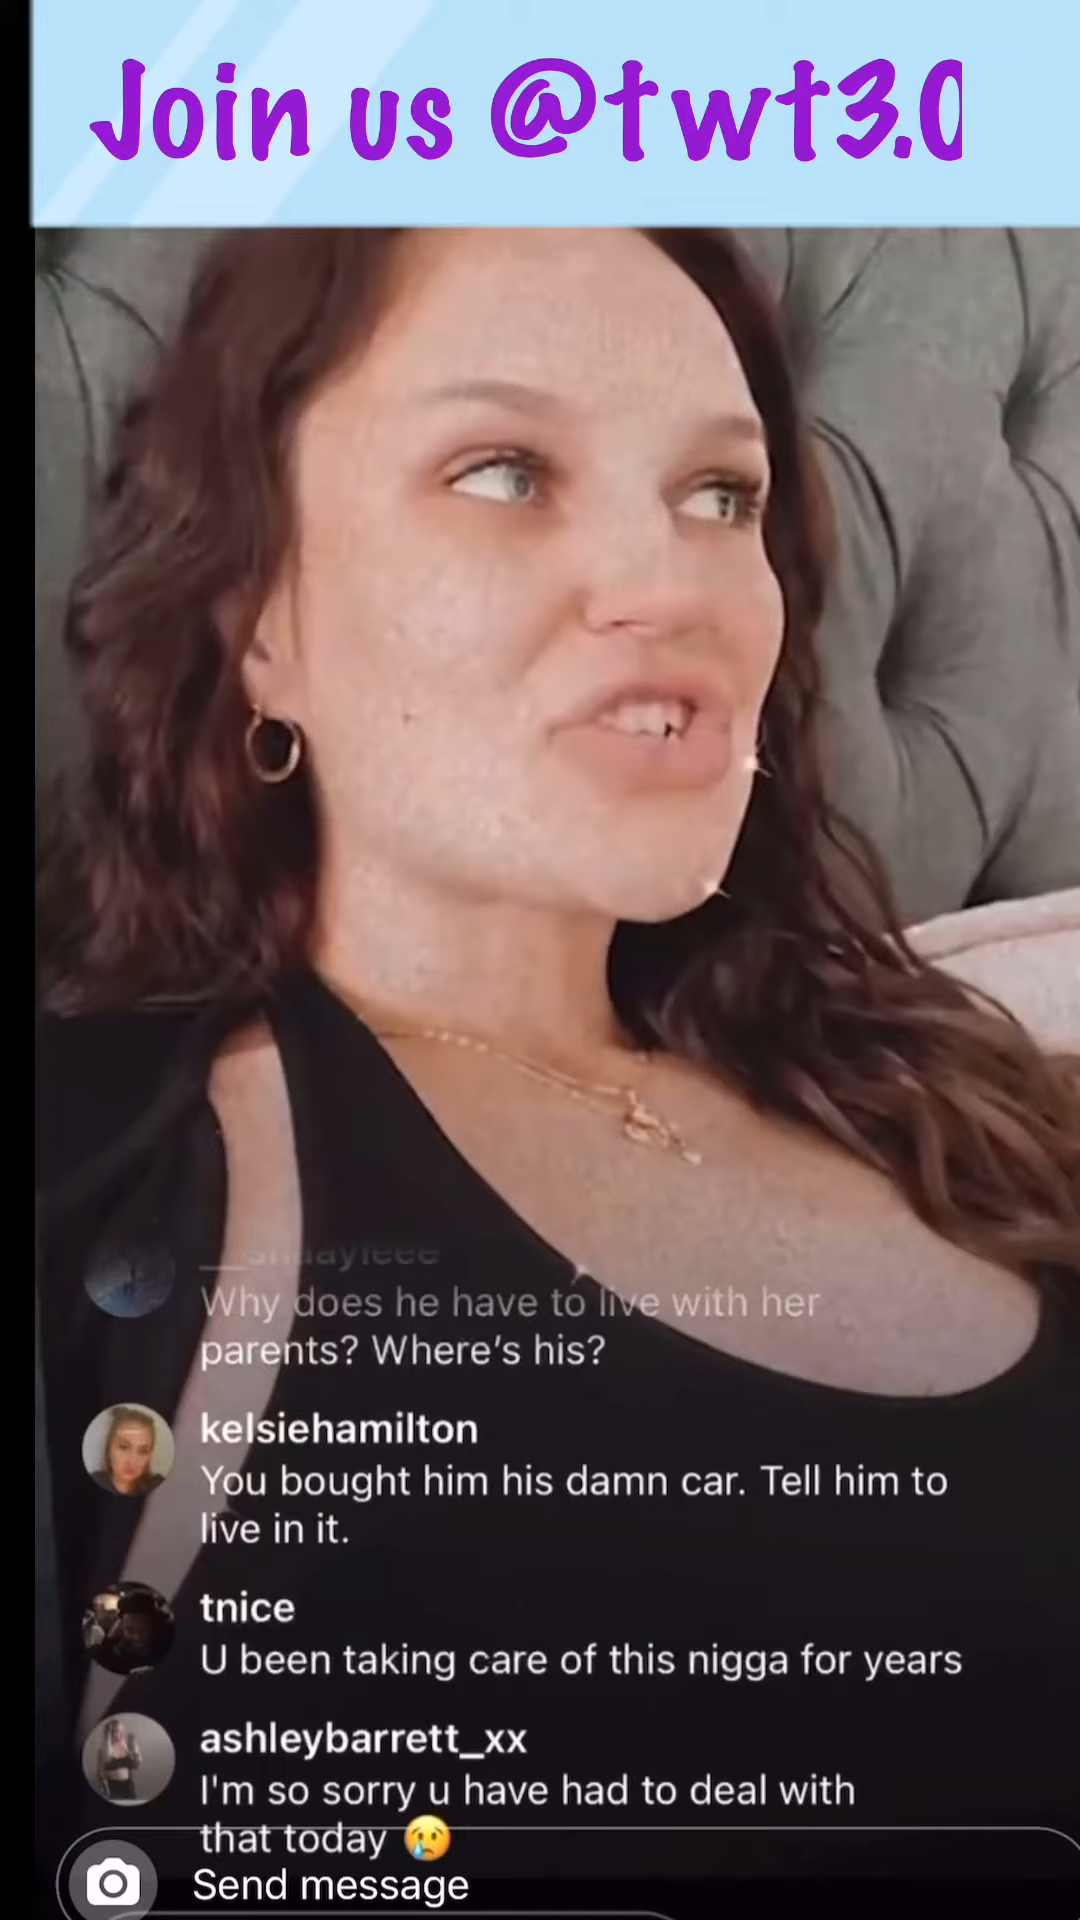 Join us @twt3.0
Why does he have to live with her
parents? Where's his?
kelsiehamilton
You bought him his damn car. Tell him to
live in it.
tnice
U been taking care of this nigga for years
ashleybarrett_xx
I'm so sorry u have had to deal with
that today 😢
Send message